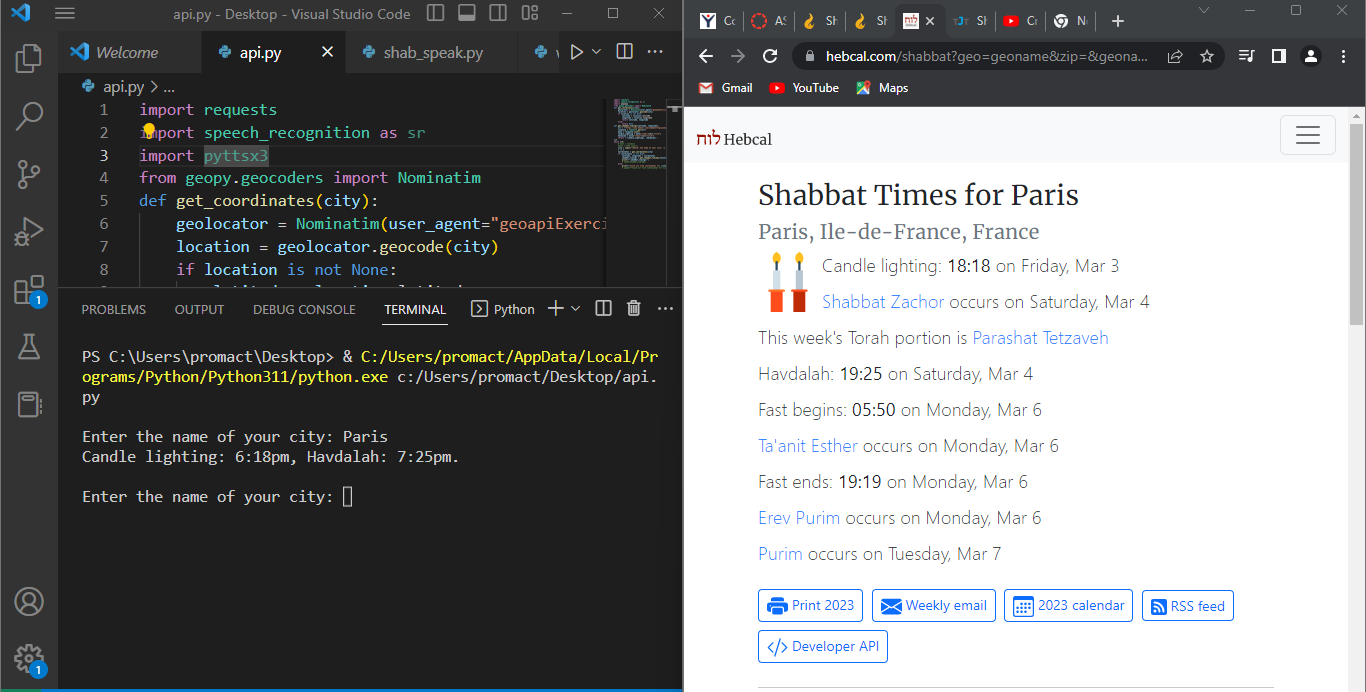 api.py - Desktop - Visual Studio Code
Welcome
api.py
shab_speak.py
api.py > ...
1 import requests
2 import speech_recognition as sr
3 import pyttsx3
4 from geopy.geocoders import Nominatim
5 def get_coordinates(city):
6 geolocator = Nominatim(user_agent="geoapiExerci
7 location = geolocator.geocode(city)
8 if location is not None:
PROBLEMS OUTPUT DEBUG CONSOLE TERMINAL Python
PS C:\Users\promact\Desktop> & C:/Users/promact/AppData/Local/Pr
ograms/Python/Python311/python.exe c:/Users/promact/Desktop/api.
py
Enter the name of your city: Paris
Candle lighting: 6:18pm, Havdalah: 7:25pm.
Enter the name of your city:
1
1
hebcal.com/shabbat?geo=geoname&zip=&geona...
Gmail YouTube Maps
לוח Hebcal
Shabbat Times for Paris
Paris, Ile-de-France, France
Candle lighting: 18:18 on Friday, Mar 3
Shabbat Zachor occurs on Saturday, Mar 4
This week's Torah portion is Parashat Tetzaveh
Havdalah: 19:25 on Saturday, Mar 4
Fast begins: 05:50 on Monday, Mar 6
Ta'anit Esther occurs on Monday, Mar 6
Fast ends: 19:19 on Monday, Mar 6
Erev Purim occurs on Monday, Mar 6
Purim occurs on Tuesday, Mar 7
Print 2023 Weekly email 2023 calendar RSS feed
Developer API